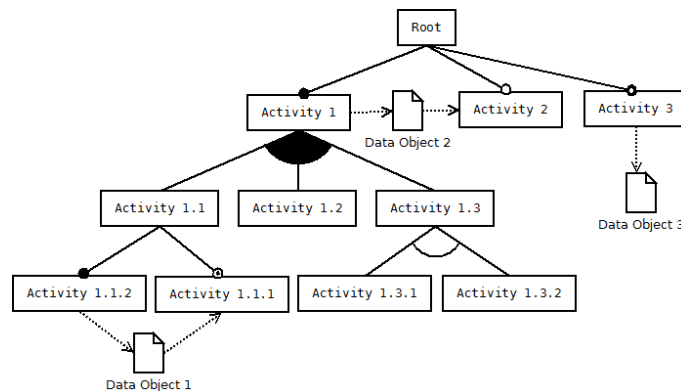 Root
Activity 1
Activity 2
Activity 3
Data Object 2
Activity 1.1
Activity 1.2
Activity 1.3
Data Object 3
Activity 1.1.2
Activity 1.1.1
Activity 1.3.1
Activity 1.3.2
Data Object 1